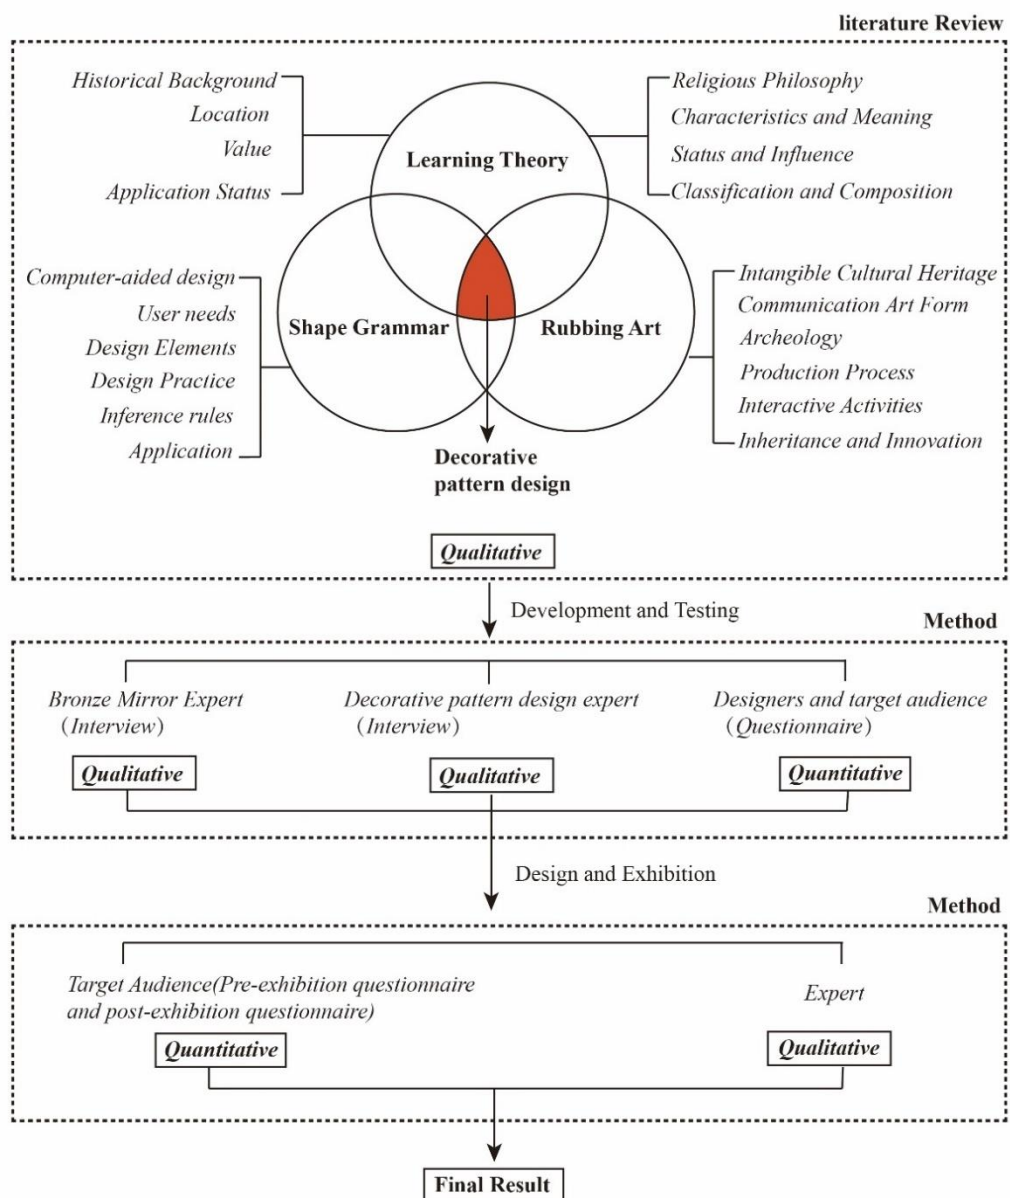 literature Review
Historical Background
Location
Value
Application Status
Learning Theory
Religious Philosophy
Characteristics and Meaning
Status and Influence
Classification and Composition
Computer-aided design
User needs
Design Elements
Design Practice
Inference rules
Application
Shape Grammar
Rubbing Art
Intangible Cultural Heritage
Communication Art Form
Archeology
Production Process
Interactive Activities
Inheritance and Innovation
Decorative
pattern design
Qualitative
Development and Testing
Method
Bronze Mirror Expert
(Interview)
Qualitative
Decorative pattern design expert
(Interview)
Qualitative
Designers and target audience
(Questionnaire)
Quantitative
Design and Exhibition
Method
Target Audience(Pre-exhibition questionnaire
and post-exhibition questionnaire)
Quantitative
Expert
Qualitative
Final Result